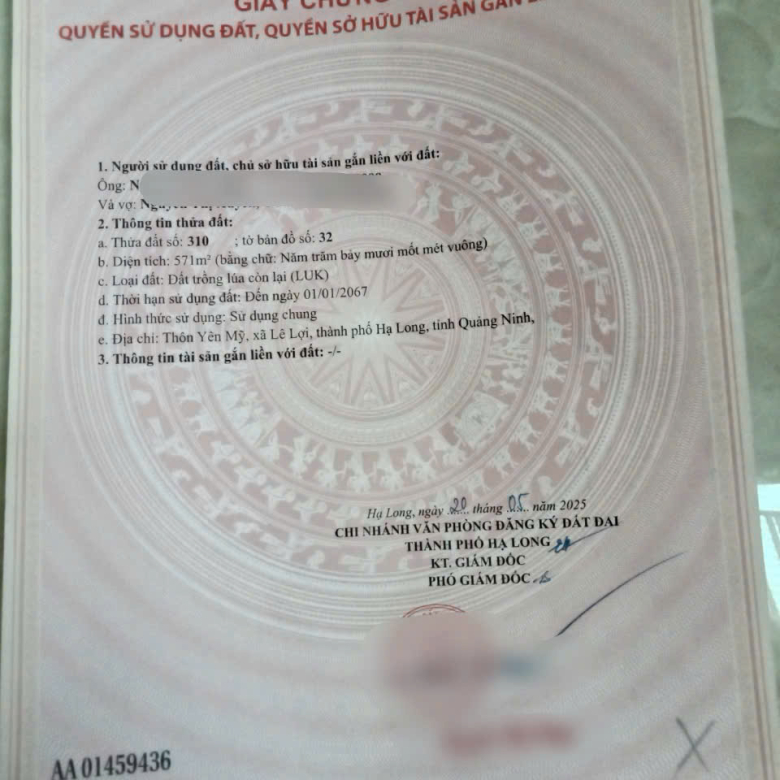 GIẤY CHỨNG
QUYỀN SỬ DỤNG ĐẤT, QUYỀN SỞ HỮU TÀI SẢN GẮN
1. Người sử dụng đất, chủ sở hữu tài sản gắn liền với đất:
Ông: N
Và vợ:
2. Thông tin thửa đất:
a. Thửa đất số: 310 ; tờ bản đồ số: 32
b. Diện tích: 571m² (bằng chữ: Năm trăm bảy mươi mốt mét vuông)
c. Loại đất: Đất trồng lúa còn lại (LUK)
d. Thời hạn sử dụng đất: Đến ngày 01/01/2067
đ. Hình thức sử dụng: Sử dụng chung
e. Địa chỉ: Thôn Yên Mỹ, xã Lê Lợi, thành phố Hạ Long, tỉnh Quảng Ninh,
3. Thông tin tài sản gắn liền với đất: -/-
Hạ Long, ngày 20 tháng 05 năm 2025
CHI NHÁNH VĂN PHÒNG ĐĂNG KÝ ĐẤT ĐAI
THÀNH PHỐ HẠ LONG
KT. GIÁM ĐỐC
PHÓ GIÁM ĐỐC
AA 01459436